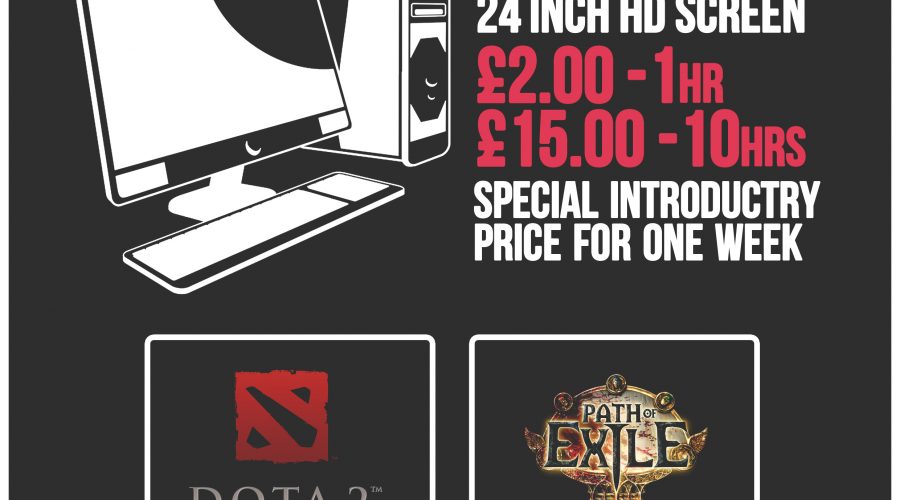 24 INCH HD SCREEN
£2.00 - 1HR
£15.00 - 10HRS
SPECIAL INTRODUCTRY
PRICE FOR ONE WEEK
DOTA 2™
PATH OF
EXILE